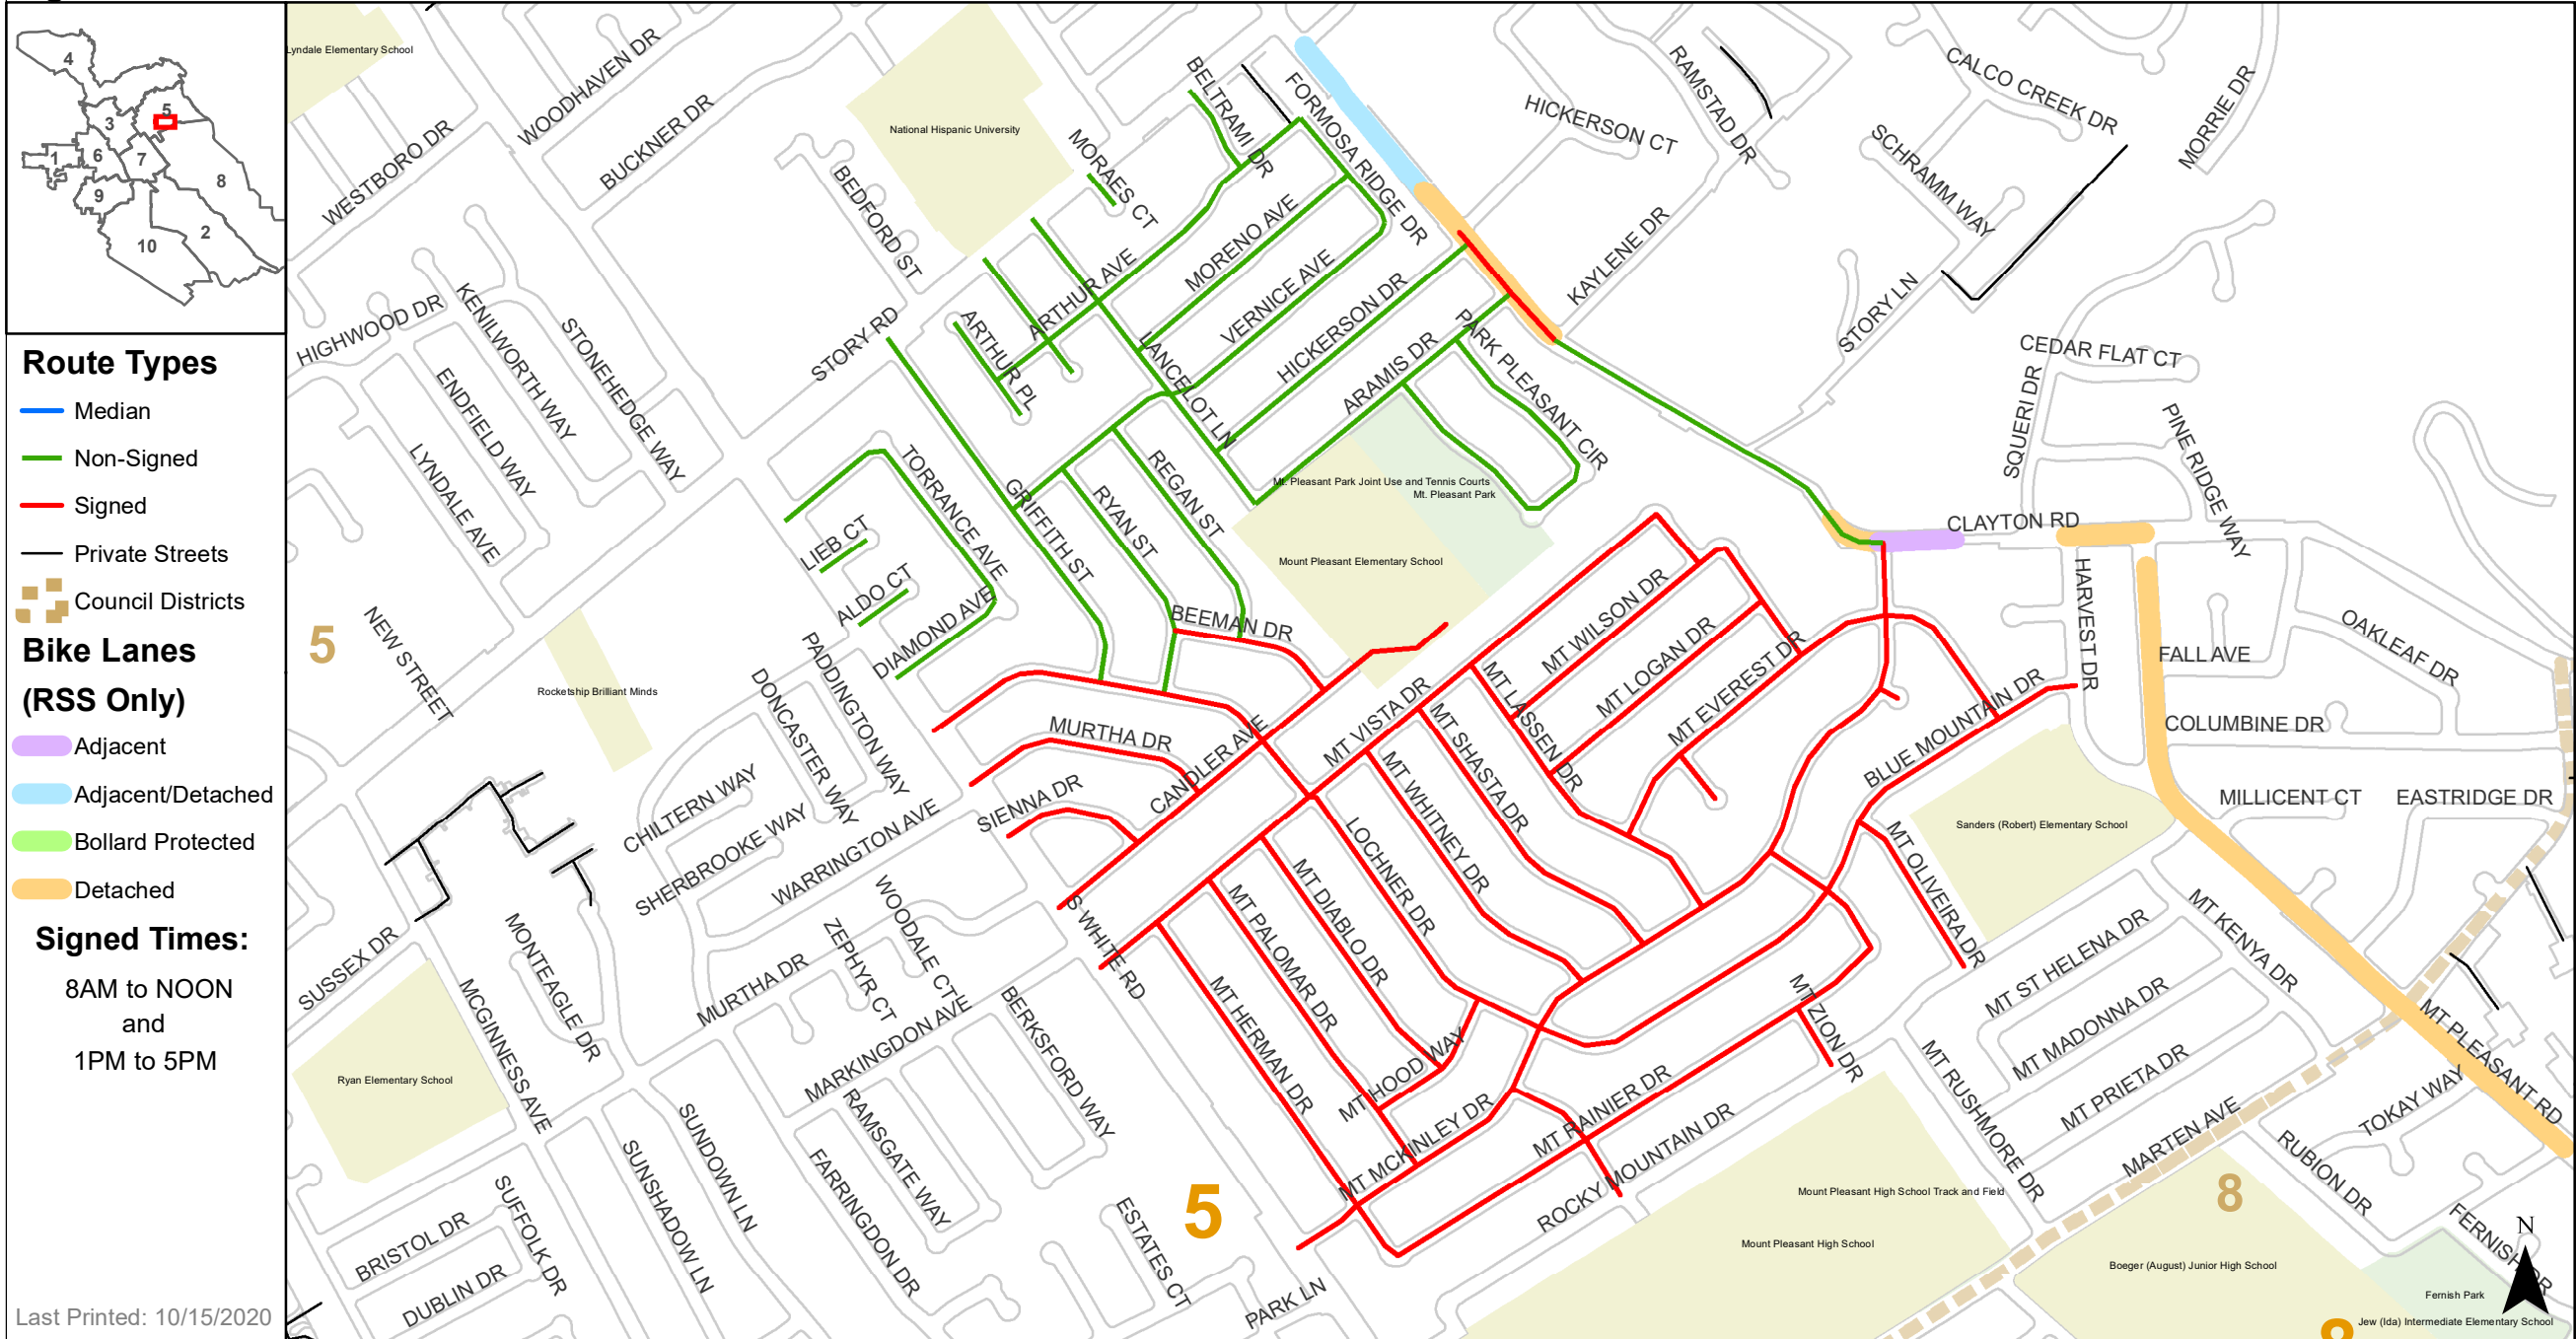 4
5
3
1
6
7
8
9
2
10
Route Types
Median
Non-Signed
Signed
Private Streets
Council Districts
Bike Lanes
(RSS Only)
Adjacent
Adjacent/Detached
Bollard Protected
Detached
Signed Times:
8AM to NOON
and
1PM to 5PM
Last Printed: 10/15/2020
Lyndale Elementary School
WOODHAVEN DR
WESTBORO DR
BUCKNER DR
National Hispanic University
BELTRAMI DR
FORMOSA RIDGE DR
MORAES CT
BEDFORD ST
HICKERSON CT
RAMSTAD DR
CALCO CREEK DR
MORRIE DR
SCHRAMM WAY
KAYLENE DR
STORY LN
CEDAR FLAT CT
SQUERI DR
PINE RIDGE WAY
HIGHWOOD DR
KENILWORTH WAY
STONEHEDGE WAY
ENDFIELD WAY
LYNDALE AVE
STORY RD
ARTHUR AVE
ARTHUR PL
MORENO AVE
VERNICE AVE
HICKERSON DR
LANCELOT LN
ARAMIS DR
PARK PLEASANT CIR
Mt. Pleasant Park Joint Use and Tennis Courts
Mt. Pleasant Park
Mount Pleasant Elementary School
TORRANCE AVE
GRIFFITH ST
RYAN ST
REGAN ST
LIEB CT
ALDO CT
DIAMOND AVE
BEEMAN DR
CLAYTON RD
HARVEST DR
FALL AVE
OAKLEAF DR
COLUMBINE DR
MILLICENT CT
EASTRIDGE DR
5
NEW STREET
Rocketship Brilliant Minds
PADDINGTON WAY
DONCASTER WAY
CHILTERN WAY
SHERBROOKE WAY
WARRINGTON AVE
MURTHA DR
SIENNA DR
CANDLER AVE
MT VISTA DR
MT WILSON DR
MT LOGAN DR
MT EVEREST DR
MT LASSEN DR
MT SHASTA DR
MT WHITNEY DR
LOCHNER DR
MT DIABLO DR
MT PALOMAR DR
MT HERMAN DR
MT HOOD WAY
MT MCKINLEY DR
MT RAINIER DR
ROCKY MOUNTAIN DR
MT ZION DR
BLUE MOUNTAIN DR
MT OLIVEIRA DR
Sanders (Robert) Elementary School
MT KENYA DR
MT ST HELENA DR
MT MADONNA DR
MT PRIETA DR
MT RUSHMORE DR
MARTEN AVE
MT PLEASANT RD
TOKAY WAY
RUBION DR
FERNISH DR
SUSSEX DR
MONTEAGLE DR
MCGINNESS AVE
Ryan Elementary School
MURTHA DR
ZEPHYR CT
WOODALE CT
MARKINGDON AVE
S WHITE RD
BERKSFORD WAY
RAMSGATE WAY
FARRINGDON DR
SUNDOWN LN
SUNSHADOW LN
SUFFOLK DR
BRISTOL DR
DUBLIN DR
ESTATES CT
PARK LN
5
8
Mount Pleasant High School Track and Field
Mount Pleasant High School
Boeger (August) Junior High School
Fernish Park
Jew (Ida) Intermediate Elementary School
N